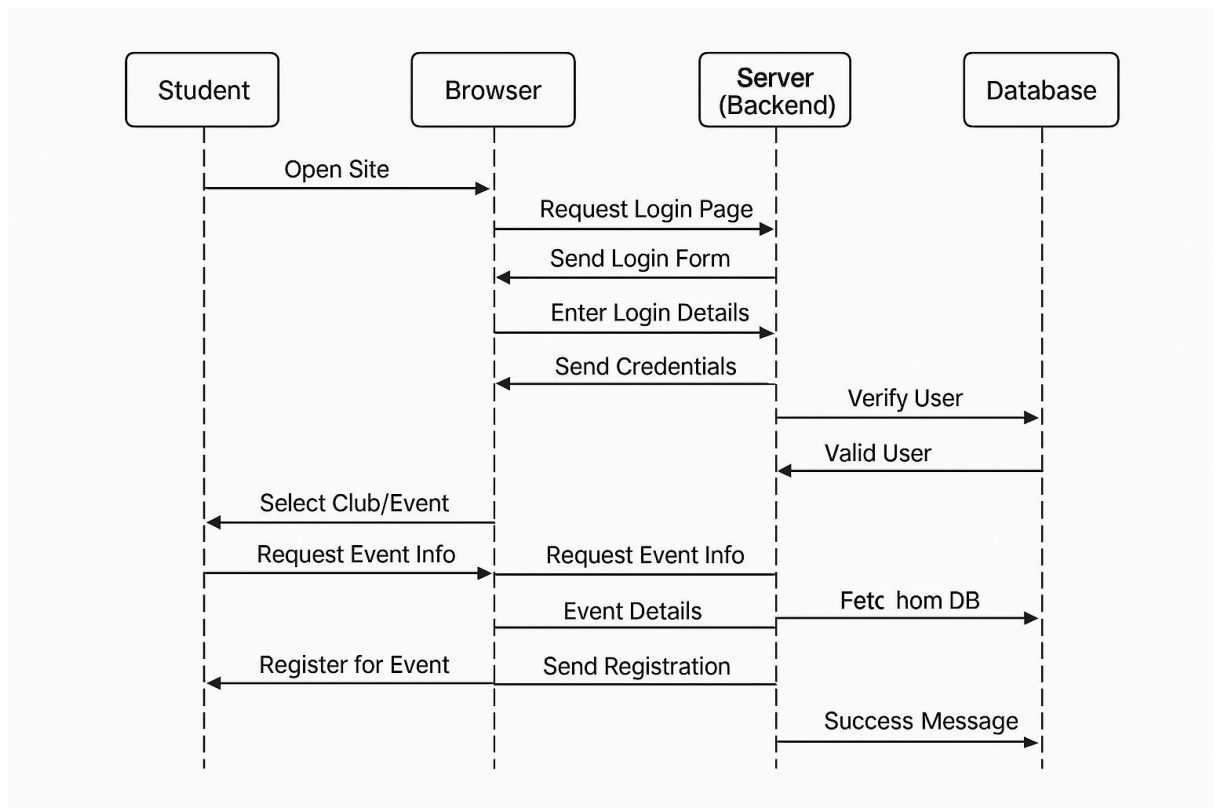 Student
Browser
Server
(Backend)
Database
Open Site
Request Login Page
Send Login Form
Enter Login Details
Send Credentials
Verify User
Valid User
Select Club/Event
Request Event Info
Request Event Info
Fetc hom DB
Event Details
Register for Event
Send Registration
Success Message